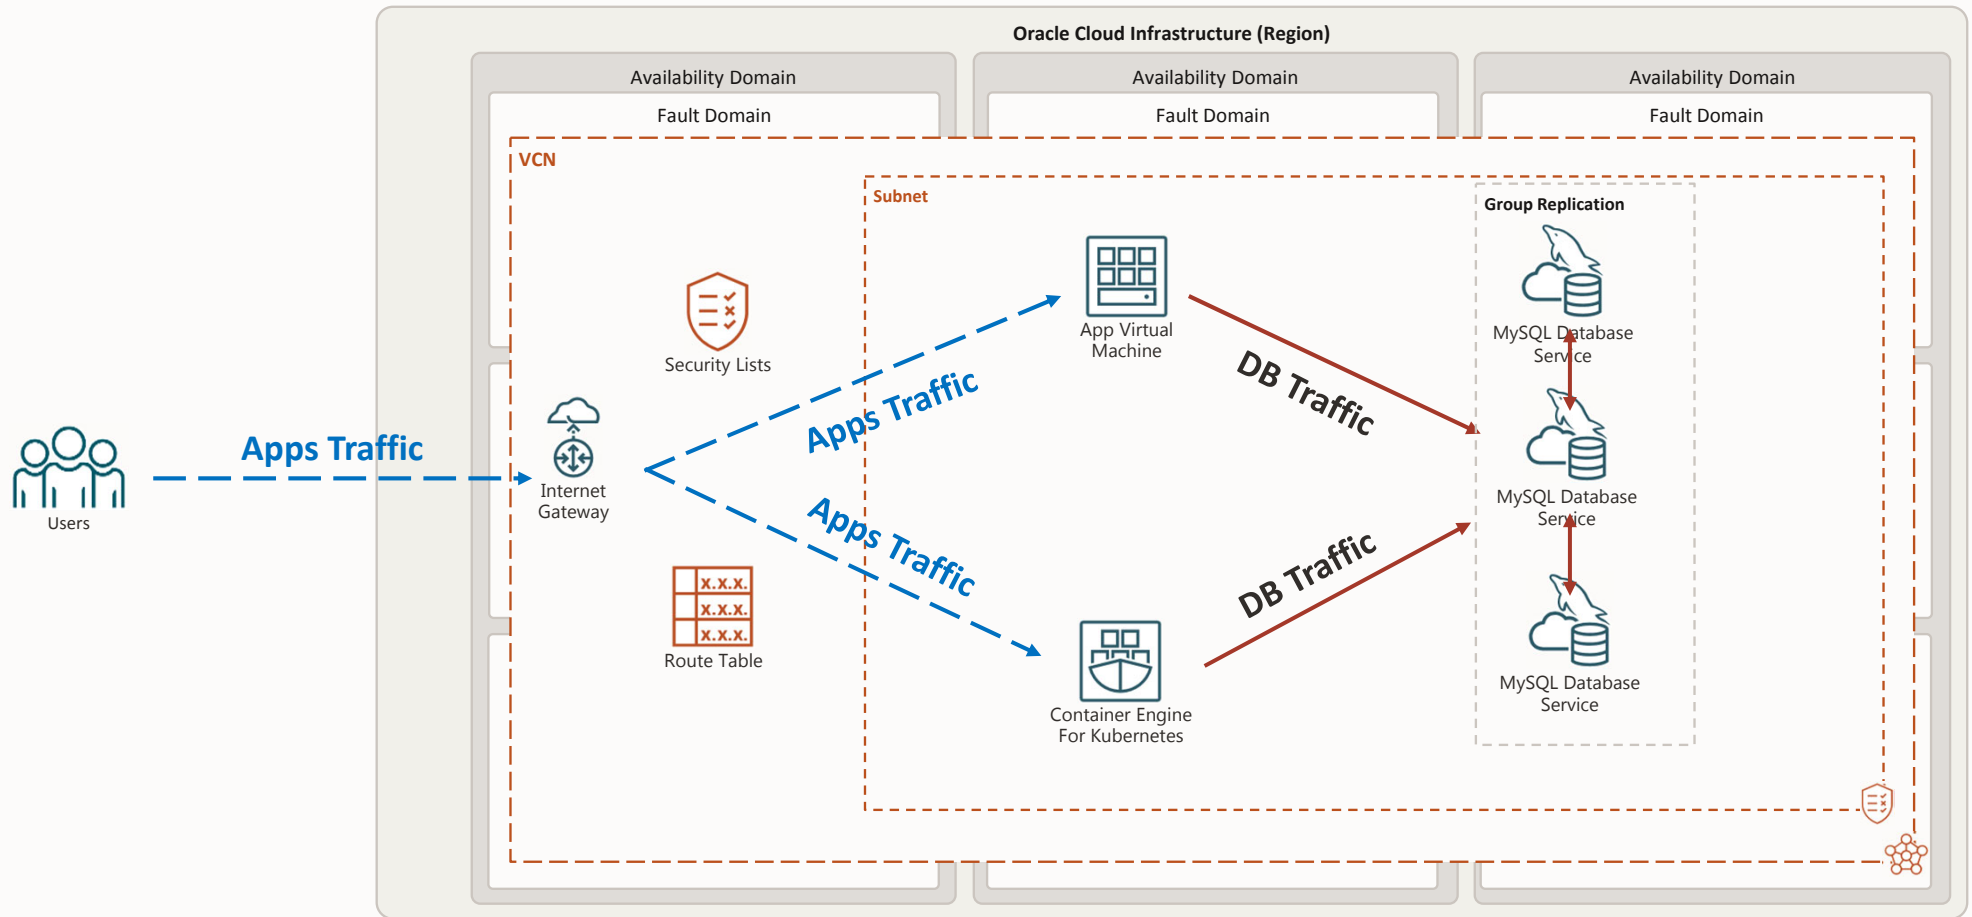 Oracle Cloud Infrastructure (Region)
Availability Domain
Availability Domain
Availability Domain
Fault Domain
Fault Domain
Fault Domain
VCN
Subnet
Group Replication
Security Lists
App Virtual
Machine
MySQL Database
Service
DB Traffic
Apps Traffic
Apps Traffic
Users
Internet
Gateway
MySQL Database
Service
Apps Traffic
DB Traffic
x.x.x.
x.x.x.
x.x.x.
Route Table
Container Engine
For Kubernetes
MySQL Database
Service